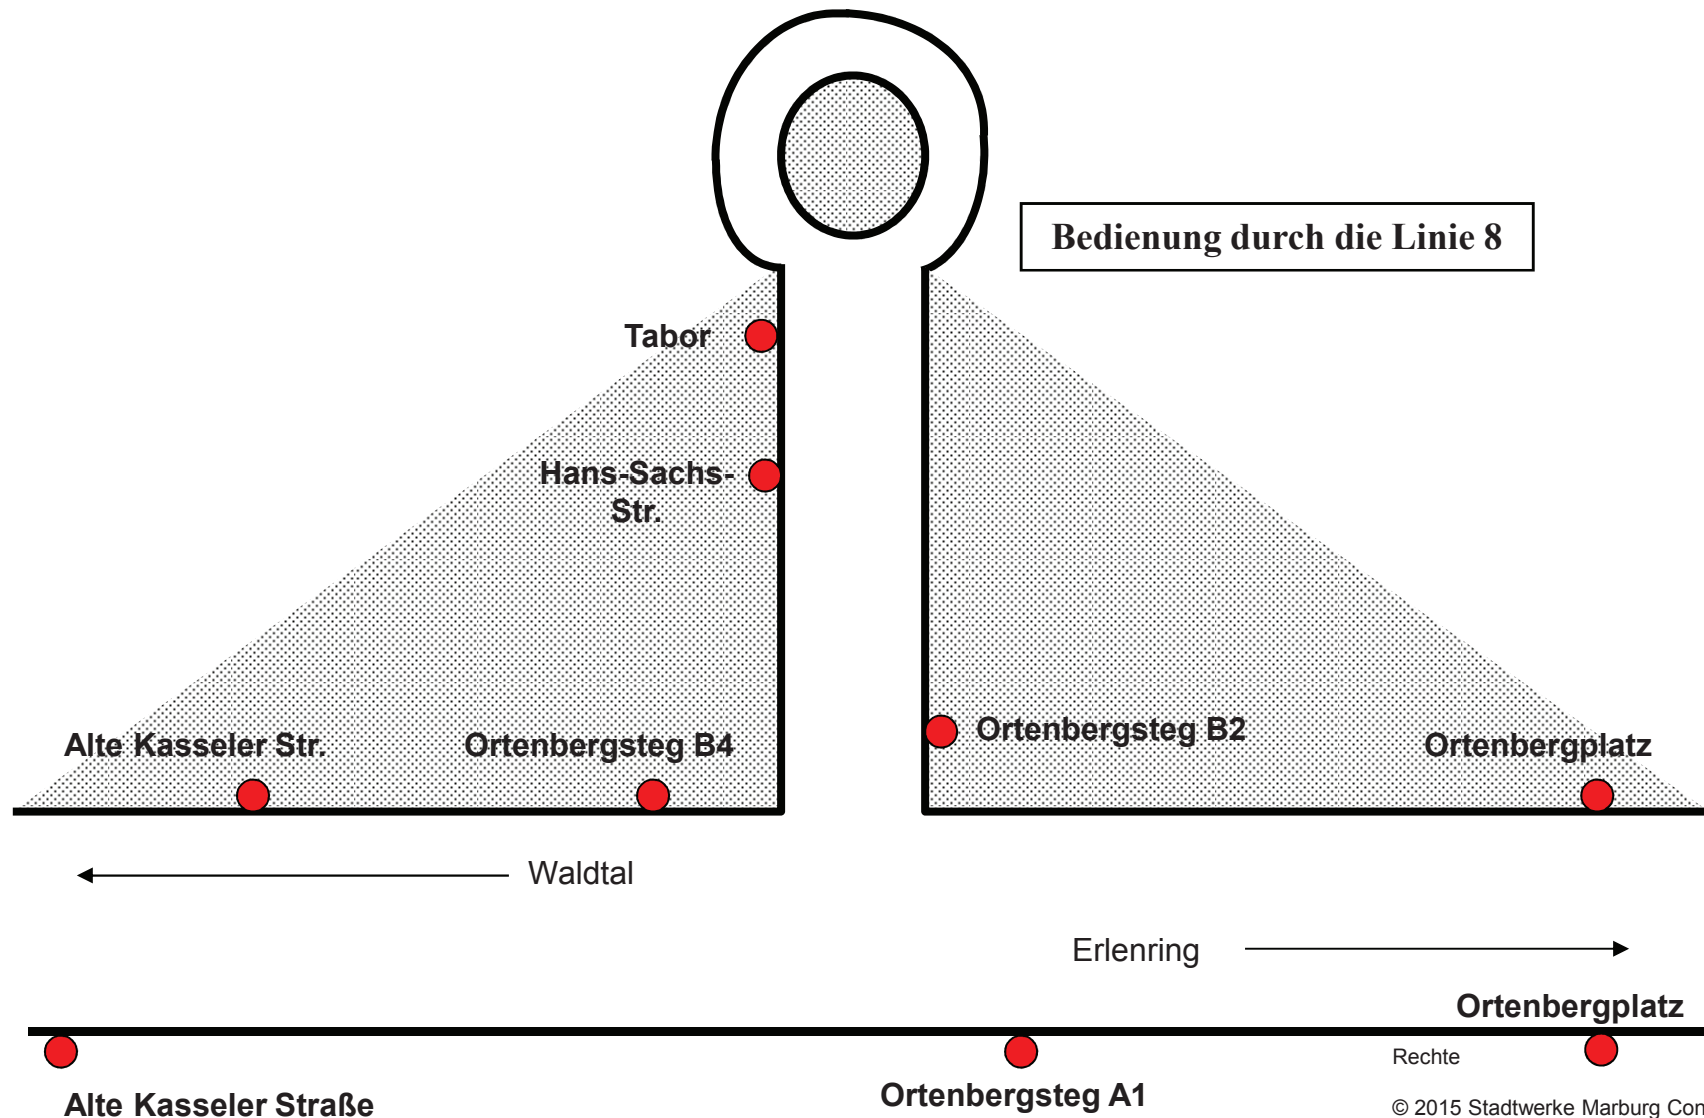 Bedienung durch die Linie 8
Tabor
Hans-Sachs-
Str.
Alte Kasseler Str.
Ortenbergsteg B4
Ortenbergsteg B2
Ortenbergplatz
Waldtal
Erlenring
Ortenbergplatz
Rechte
Alte Kasseler Straße
Ortenbergsteg A1
© 2015 Stadtwerke Marburg Con